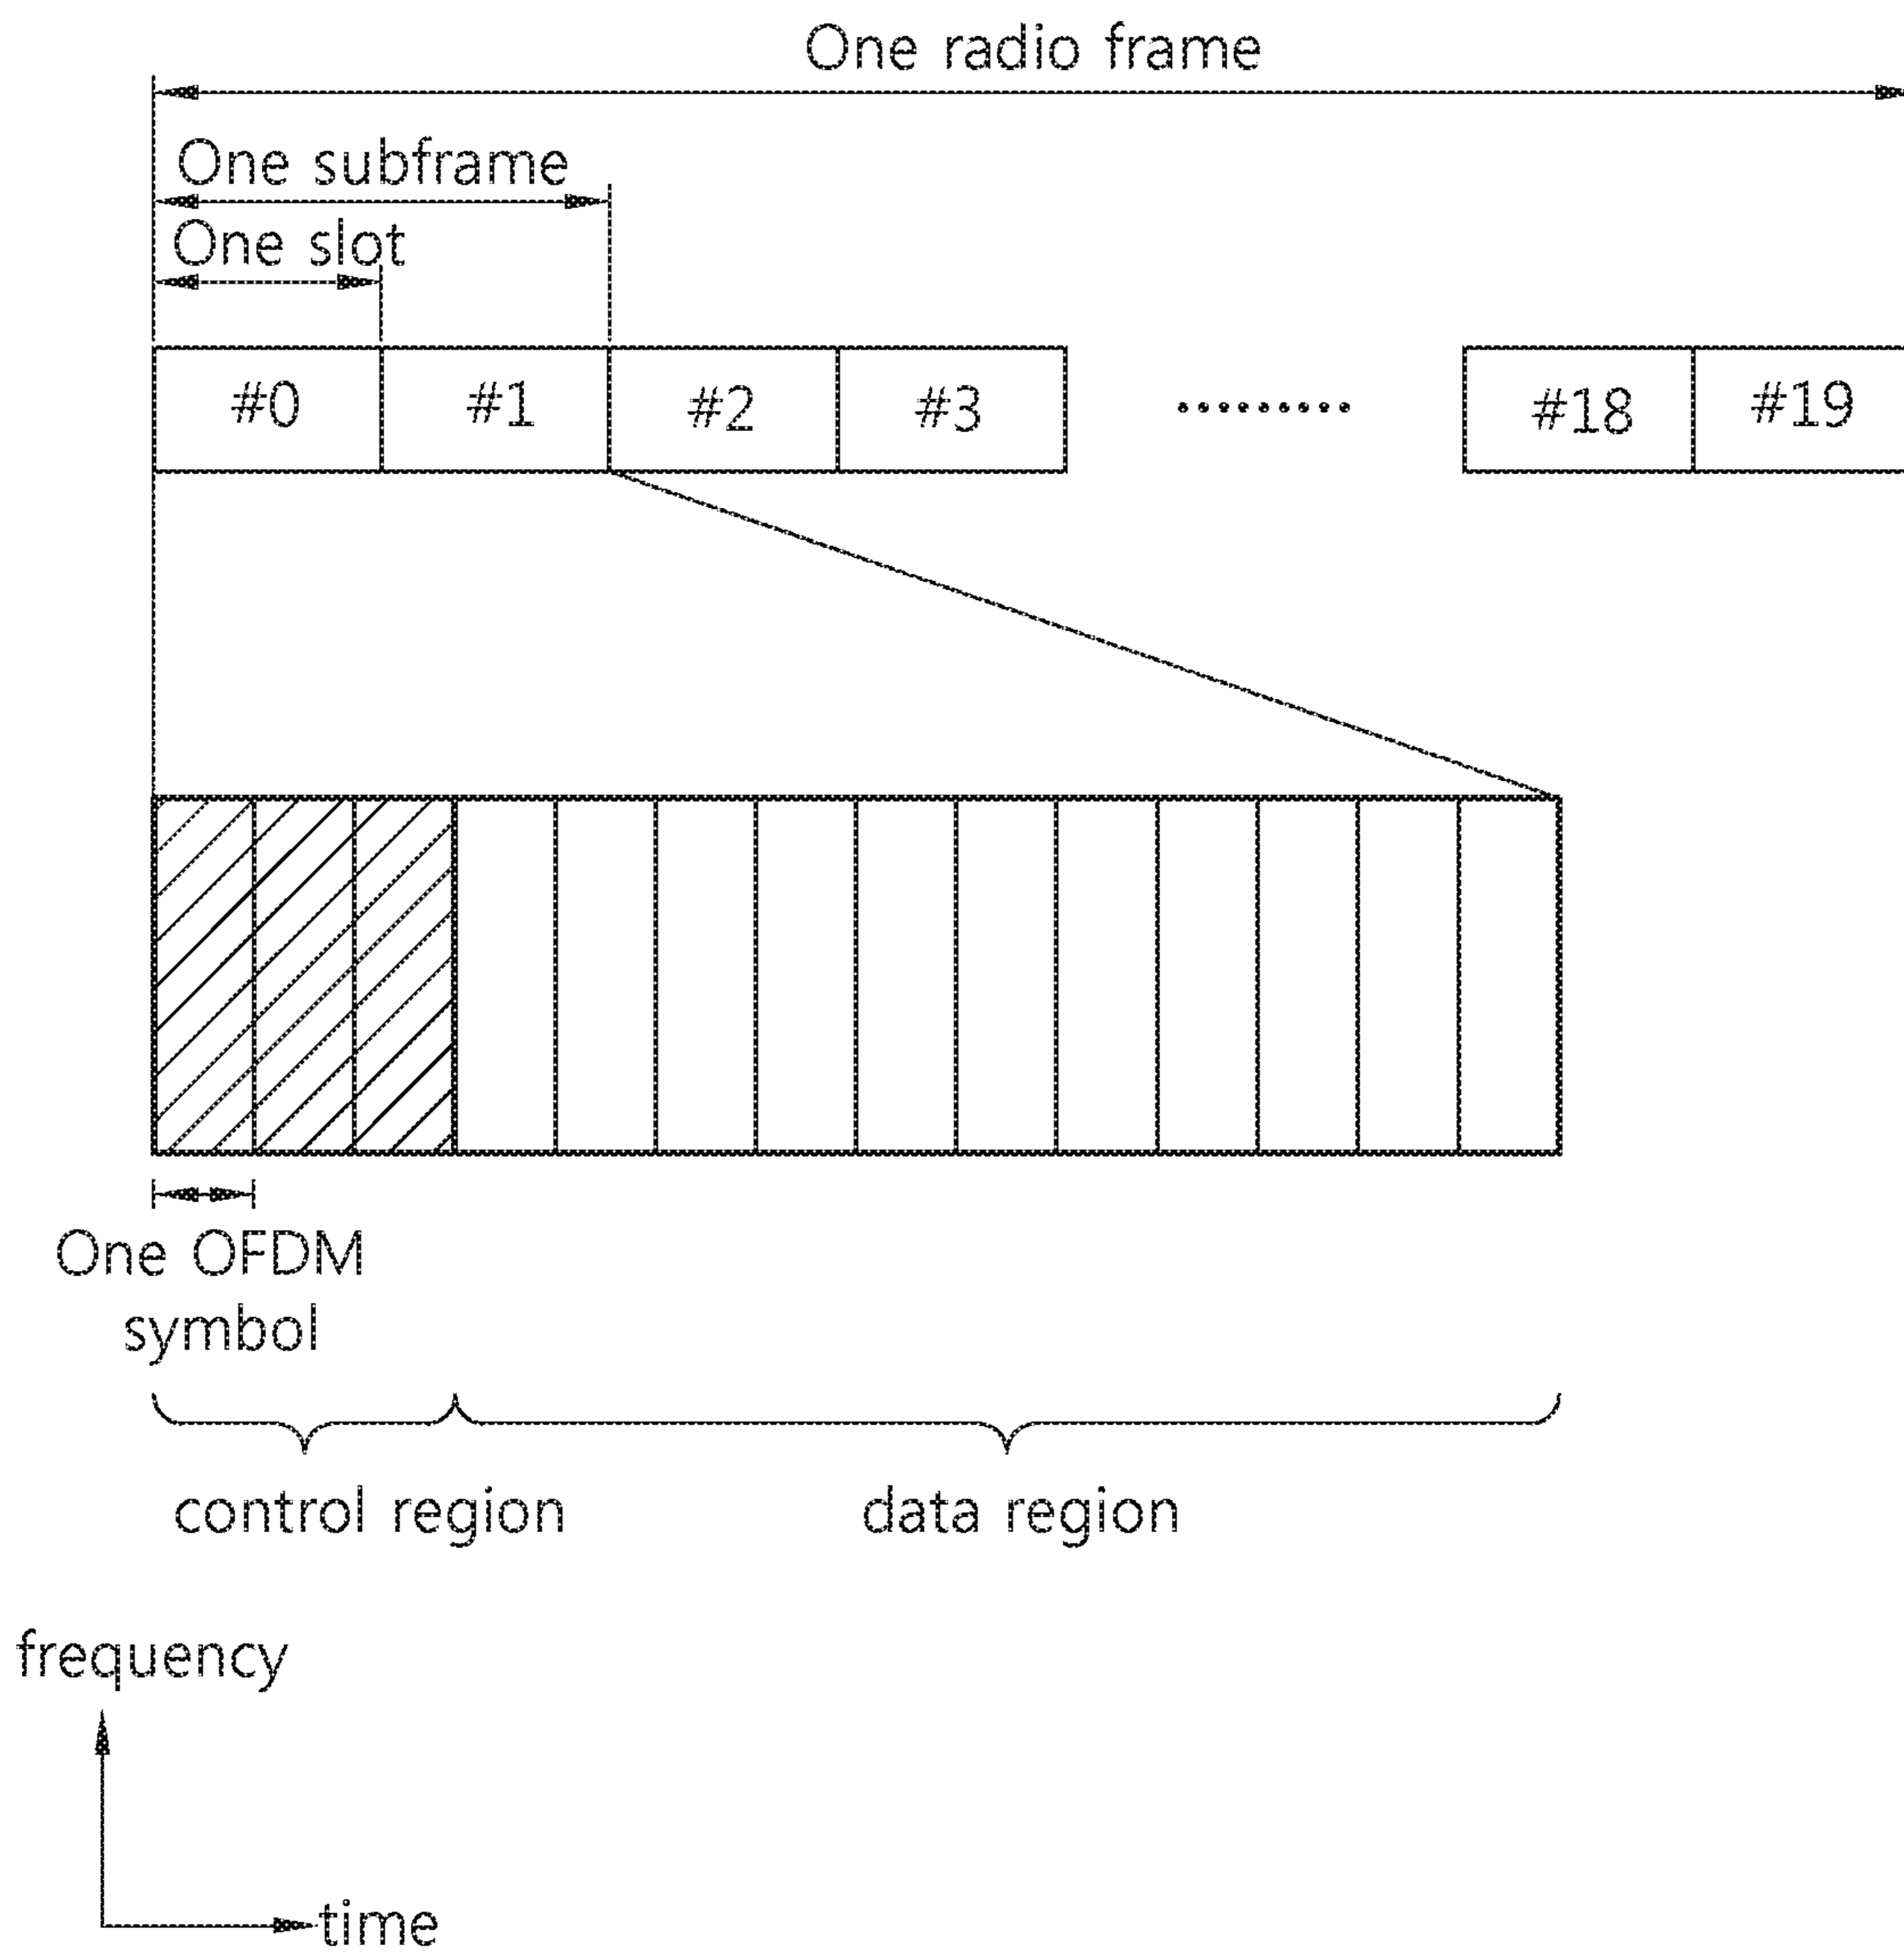 One radio frame
One subframe
One slot
#0 #1 #2 #3 ......... #18 #19
One OFDM
symbol
control region data region
frequency
time